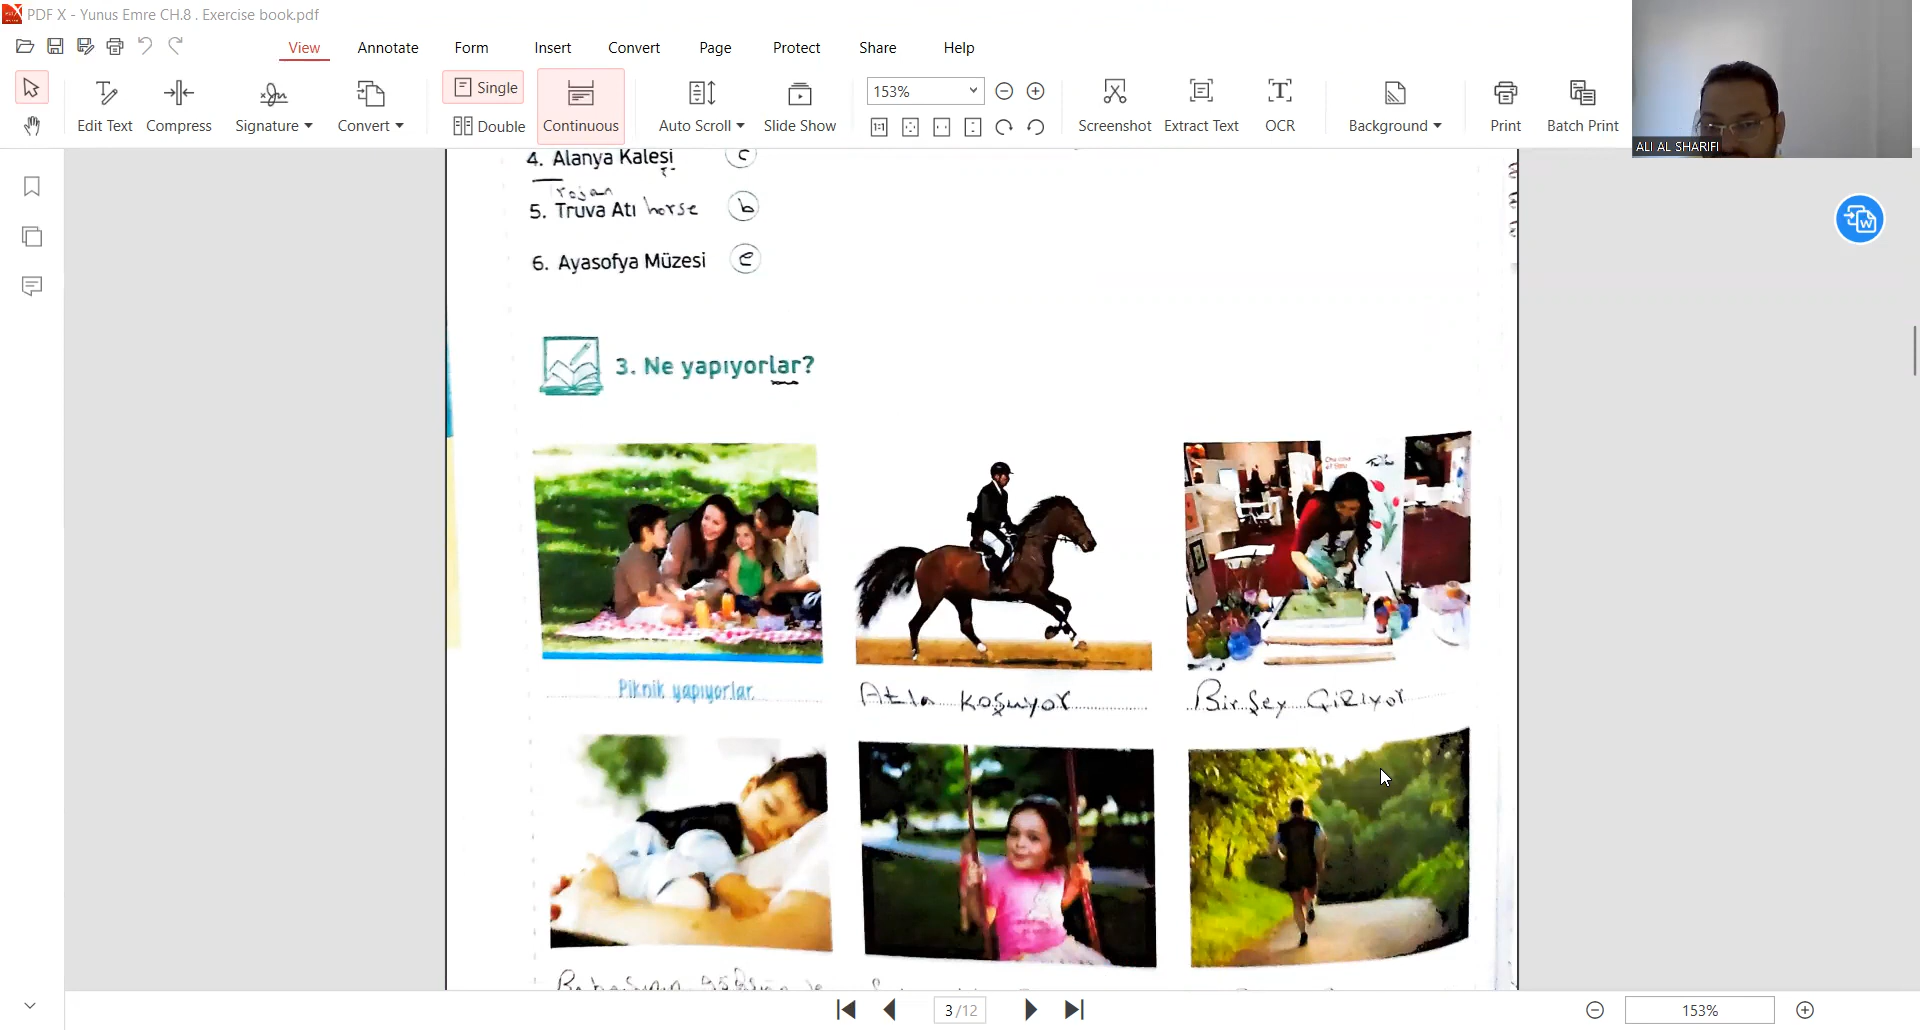 PDF X - Yunus Emre CH.8 . Exercise book.pdf
View Annotate Form Insert Convert Page Protect Share Help
Edit Text Compress Signature Convert Single Double Continuous Auto Scroll Slide Show 153% Screenshot Extract Text OCR Background Print Batch Print
ALI AL SHARIFI
4. Alanya Kalesi c
Trojan
5. Truva Atı horse b
6. Ayasofya Müzesi e
3. Ne yapıyorlar?
Piknik yapıyorlar.
Atla koşuyor
Bir şey Çiziyor
3 /12
153%